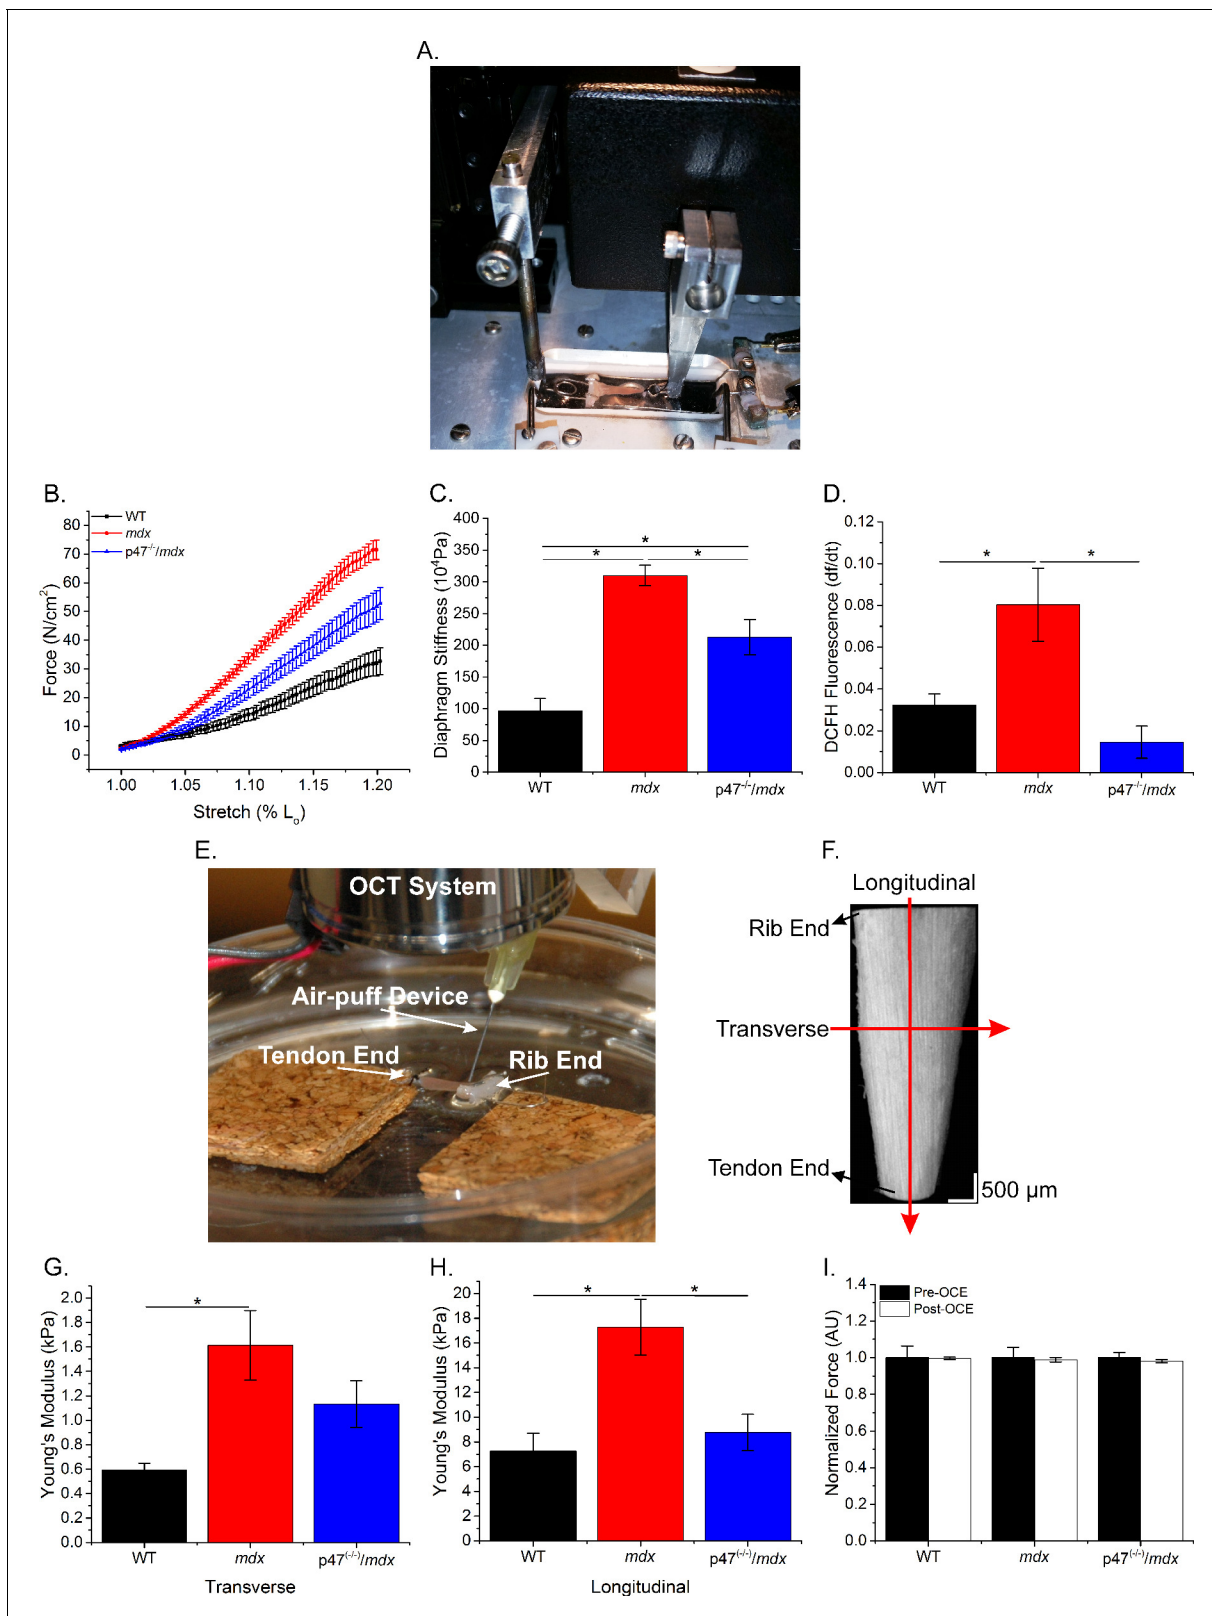 A.
B.
WT
mdx
p47-/-/mdx
80
70
60
50
40
30
20
10
0
Force (N/cm2)
1.00 1.05 1.10 1.15 1.20
Stretch (% Lo)
C.
400
350
300
250
200
150
100
50
0
Diaphragm Stiffness (10^4Pa)
* * *
WT mdx p47-/-/mdx
D.
0.12
0.10
0.08
0.06
0.04
0.02
0.00
DCFH Fluorescence (df/dt)
* *
WT mdx p47-/-/mdx
E.
OCT System
Air-puff Device
Tendon End
Rib End
F.
Longitudinal
Rib End
Transverse
Tendon End
500 µm
G.
2.0
1.8
1.6
1.4
1.2
1.0
0.8
0.6
0.4
0.2
0.0
Young's Modulus (kPa)
*
WT mdx p47(-/-)/mdx
Transverse
H.
20
18
16
14
12
10
8
6
4
2
0
Young's Modulus (kPa)
* *
WT mdx p47(-/-)/mdx
Longitudinal
I.
Pre-OCE
Post-OCE
1.4
1.2
1.0
0.8
0.6
0.4
0.2
0.0
Normalized Force (AU)
WT mdx p47(-/-)/mdx